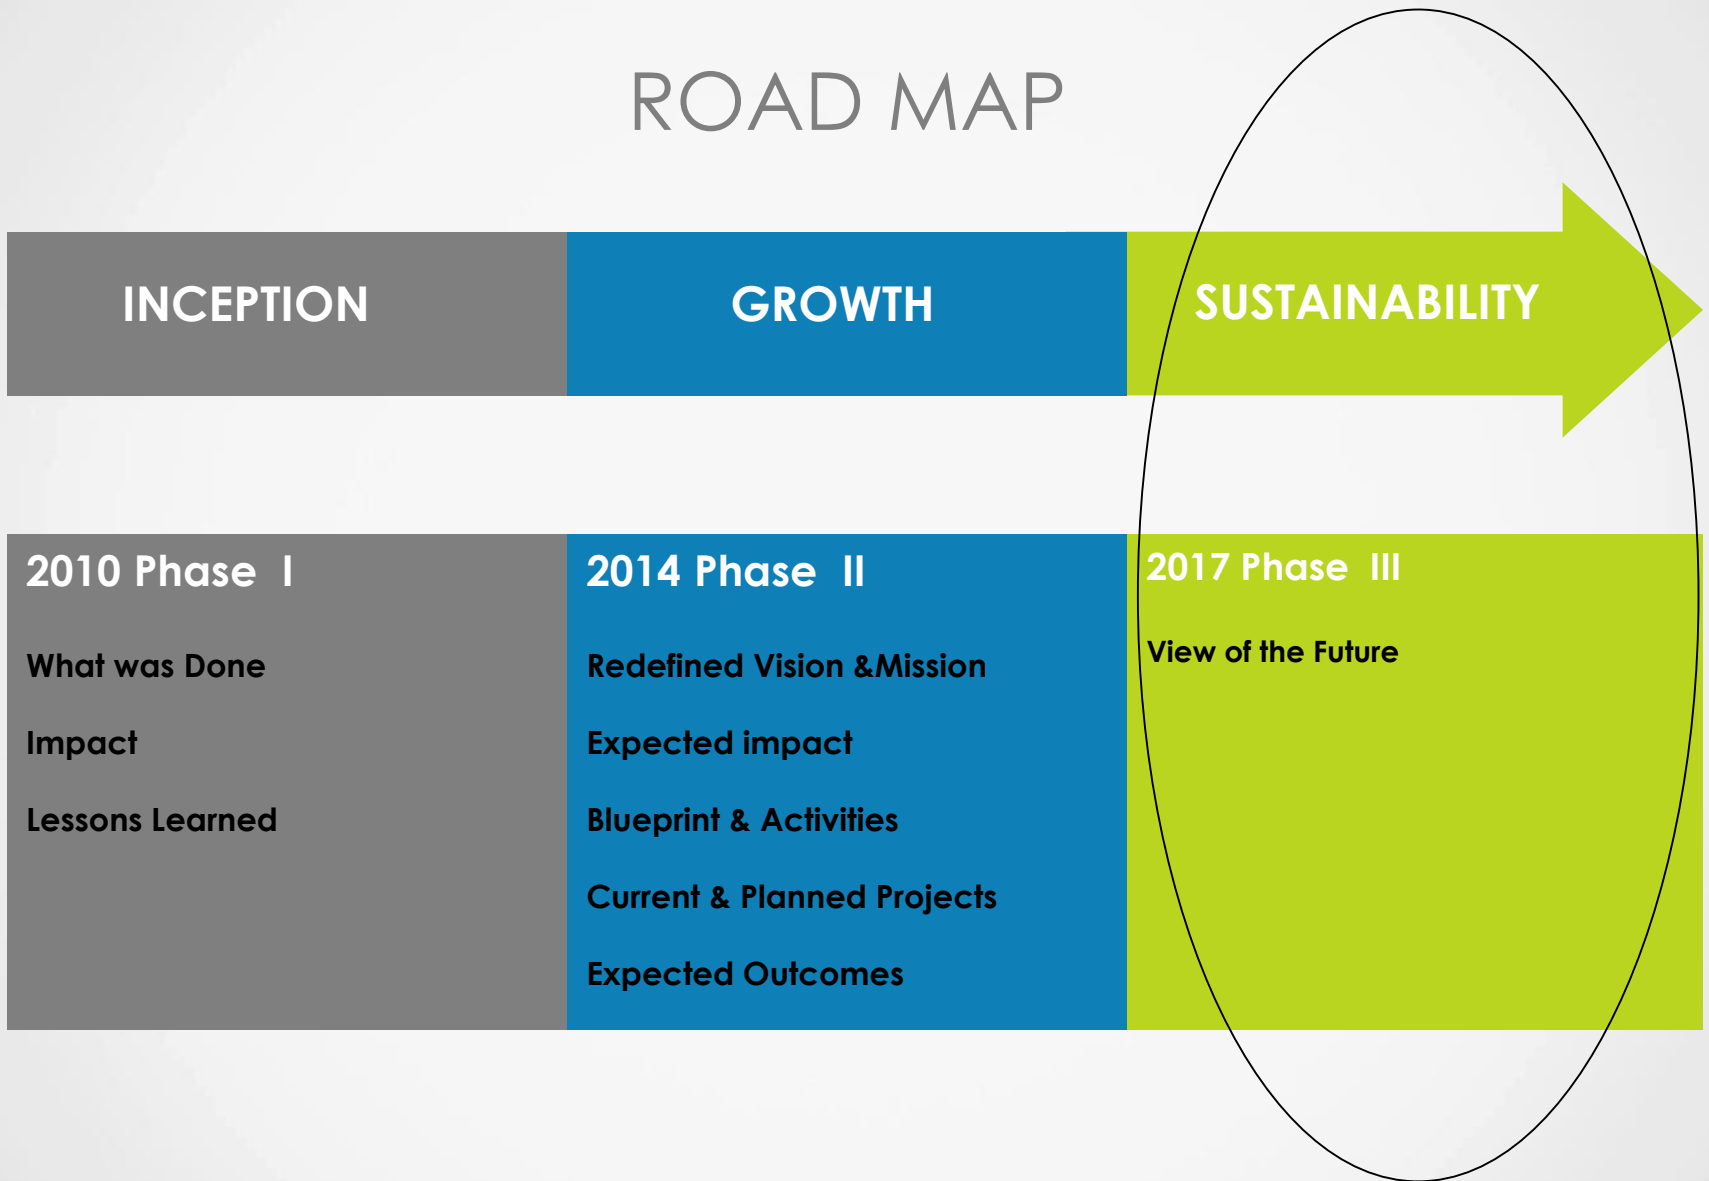 ROAD MAP
INCEPTION
GROWTH
SUSTAINABILITY
2010 Phase I
What was Done
Impact
Lessons Learned
2014 Phase II
Redefined Vision &Mission
Expected impact
Blueprint & Activities
Current & Planned Projects
Expected Outcomes
2017 Phase III
View of the Future